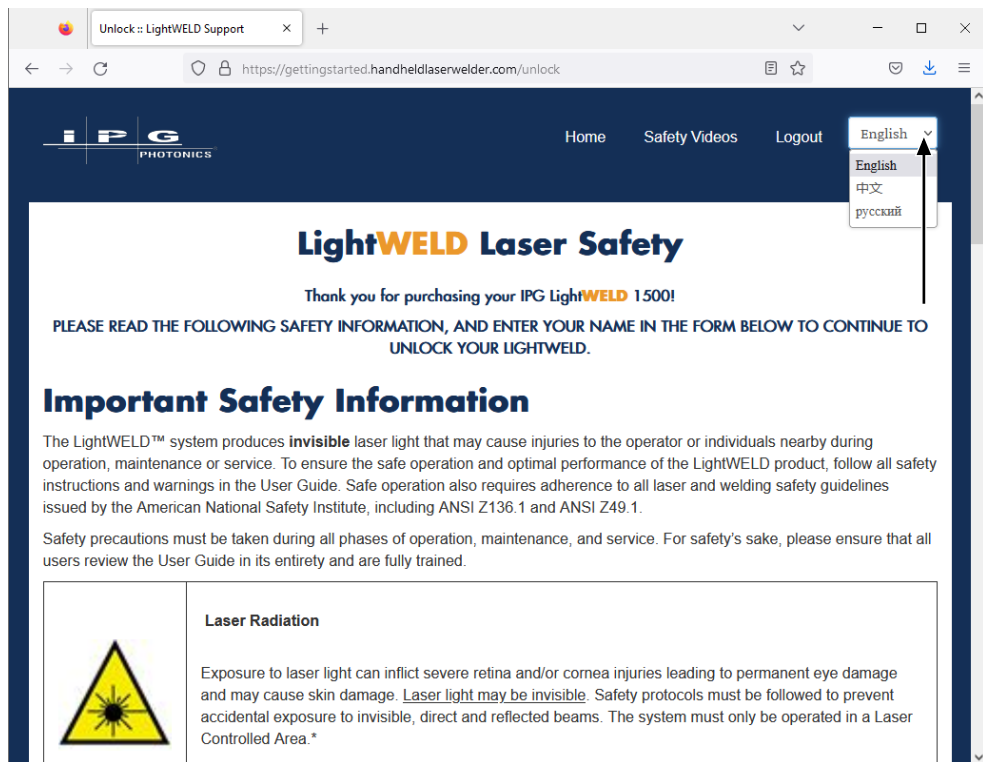 Unlock :: LightWELD Support
https://gettingstarted.handheldlaserwelder.com/unlock
IPG
PHOTONICS
Home Safety Videos Logout English
English
中文
русский
LightWELD Laser Safety
Thank you for purchasing your IPG LightWELD 1500!
PLEASE READ THE FOLLOWING SAFETY INFORMATION, AND ENTER YOUR NAME IN THE FORM BELOW TO CONTINUE TO
UNLOCK YOUR LIGHTWELD.
Important Safety Information
The LightWELD™ system produces invisible laser light that may cause injuries to the operator or individuals nearby during
operation, maintenance or service. To ensure the safe operation and optimal performance of the LightWELD product, follow all safety
instructions and warnings in the User Guide. Safe operation also requires adherence to all laser and welding safety guidelines
issued by the American National Safety Institute, including ANSI Z136.1 and ANSI Z49.1.
Safety precautions must be taken during all phases of operation, maintenance, and service. For safety's sake, please ensure that all
users review the User Guide in its entirety and are fully trained.
Laser Radiation
Exposure to laser light can inflict severe retina and/or cornea injuries leading to permanent eye damage
and may cause skin damage. Laser light may be invisible. Safety protocols must be followed to prevent
accidental exposure to invisible, direct and reflected beams. The system must only be operated in a Laser
Controlled Area.*